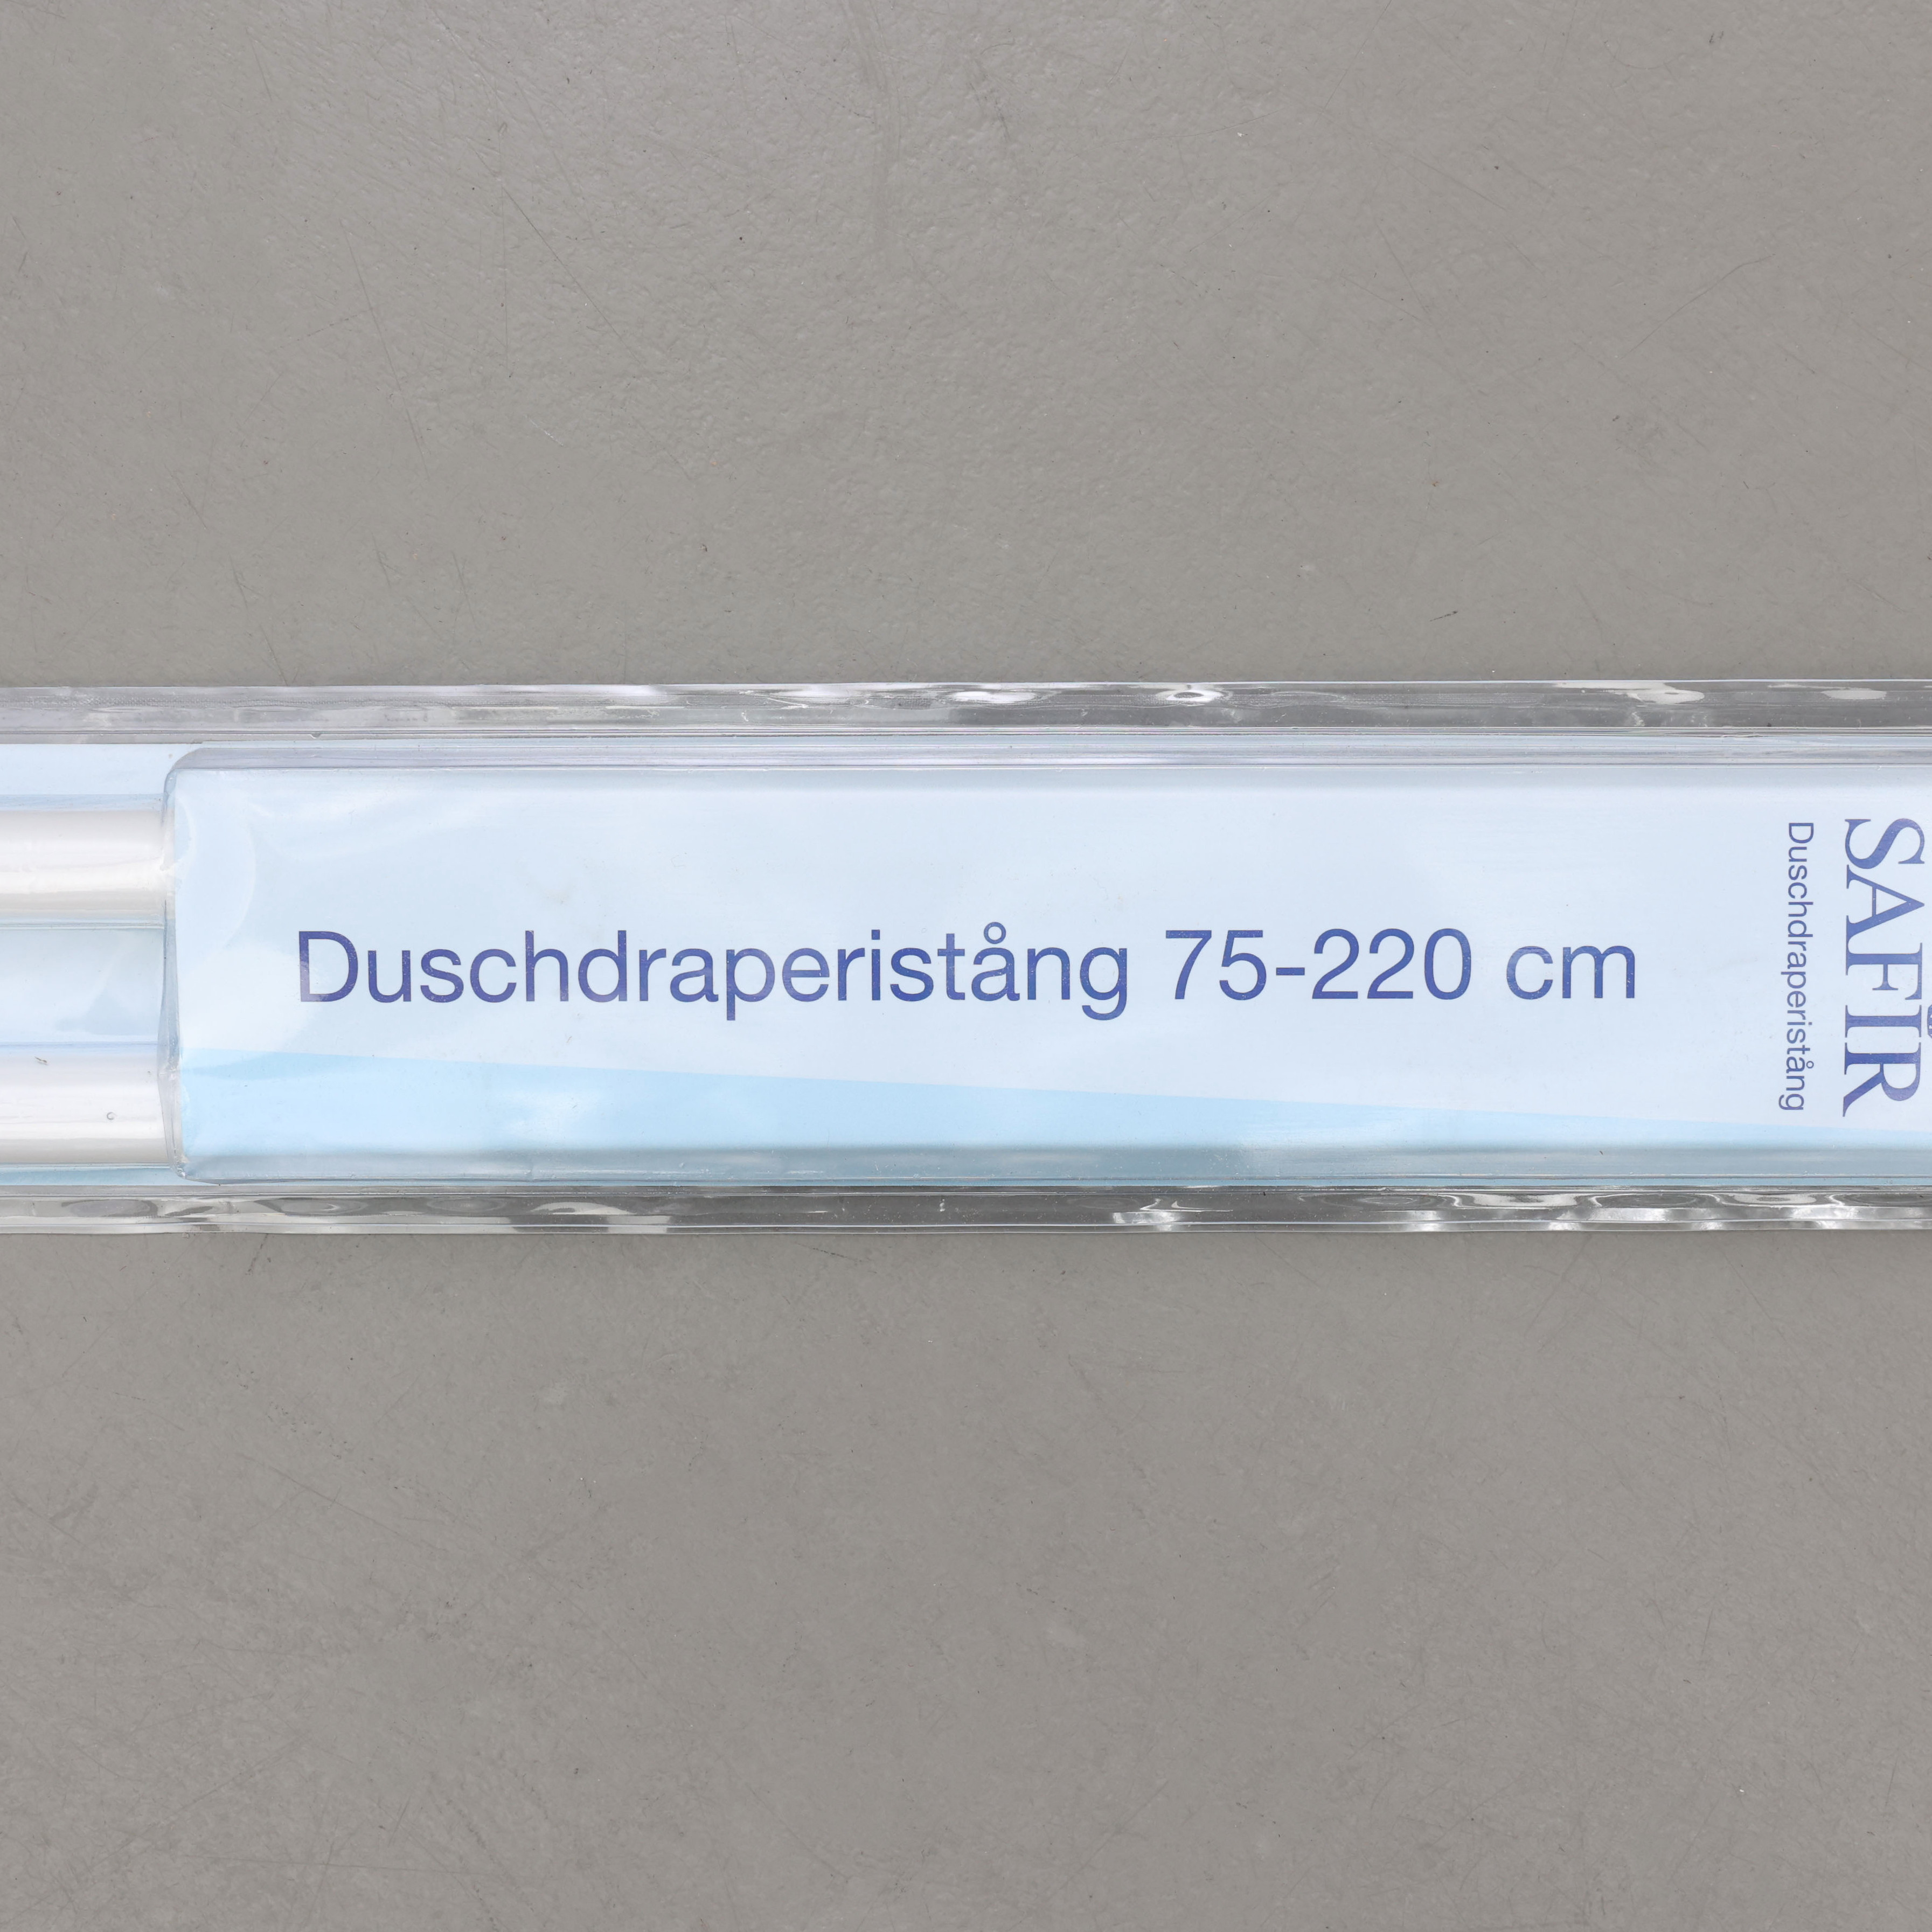 Duschdraperistång 75-220 cm
SAFIR
Duschdraperistång